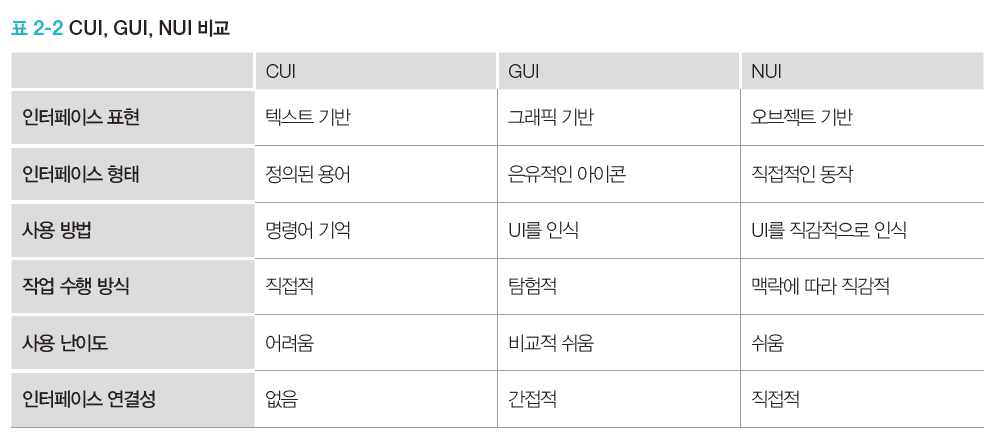 표 2-2 CUI, GUI, NUI 비교
CUI GUI NUI
인터페이스 표현 텍스트 기반 그래픽 기반 오브젝트 기반
인터페이스 형태 정의된 용어 은유적인 아이콘 직접적인 동작
사용 방법 명령어 기억 UI를 인식 UI를 직감적으로 인식
작업 수행 방식 직접적 탐험적 맥락에 따라 직감적
사용 난이도 어려움 비교적 쉬움 쉬움
인터페이스 연결성 없음 간접적 직접적